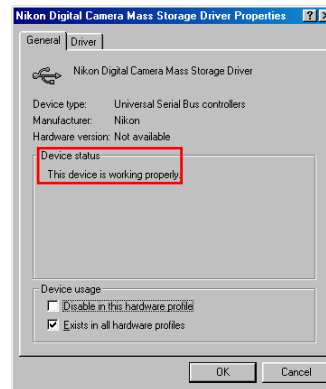 Nikon Digital Camera Mass Storage Driver Properties
General Driver
Nikon Digital Camera Mass Storage Driver
Device type: Universal Serial Bus controllers
Manufacturer: Nikon
Hardware version: Not available
Device status
This device is working properly.
Device usage
Disable in this hardware profile
Exists in all hardware profiles
OK Cancel